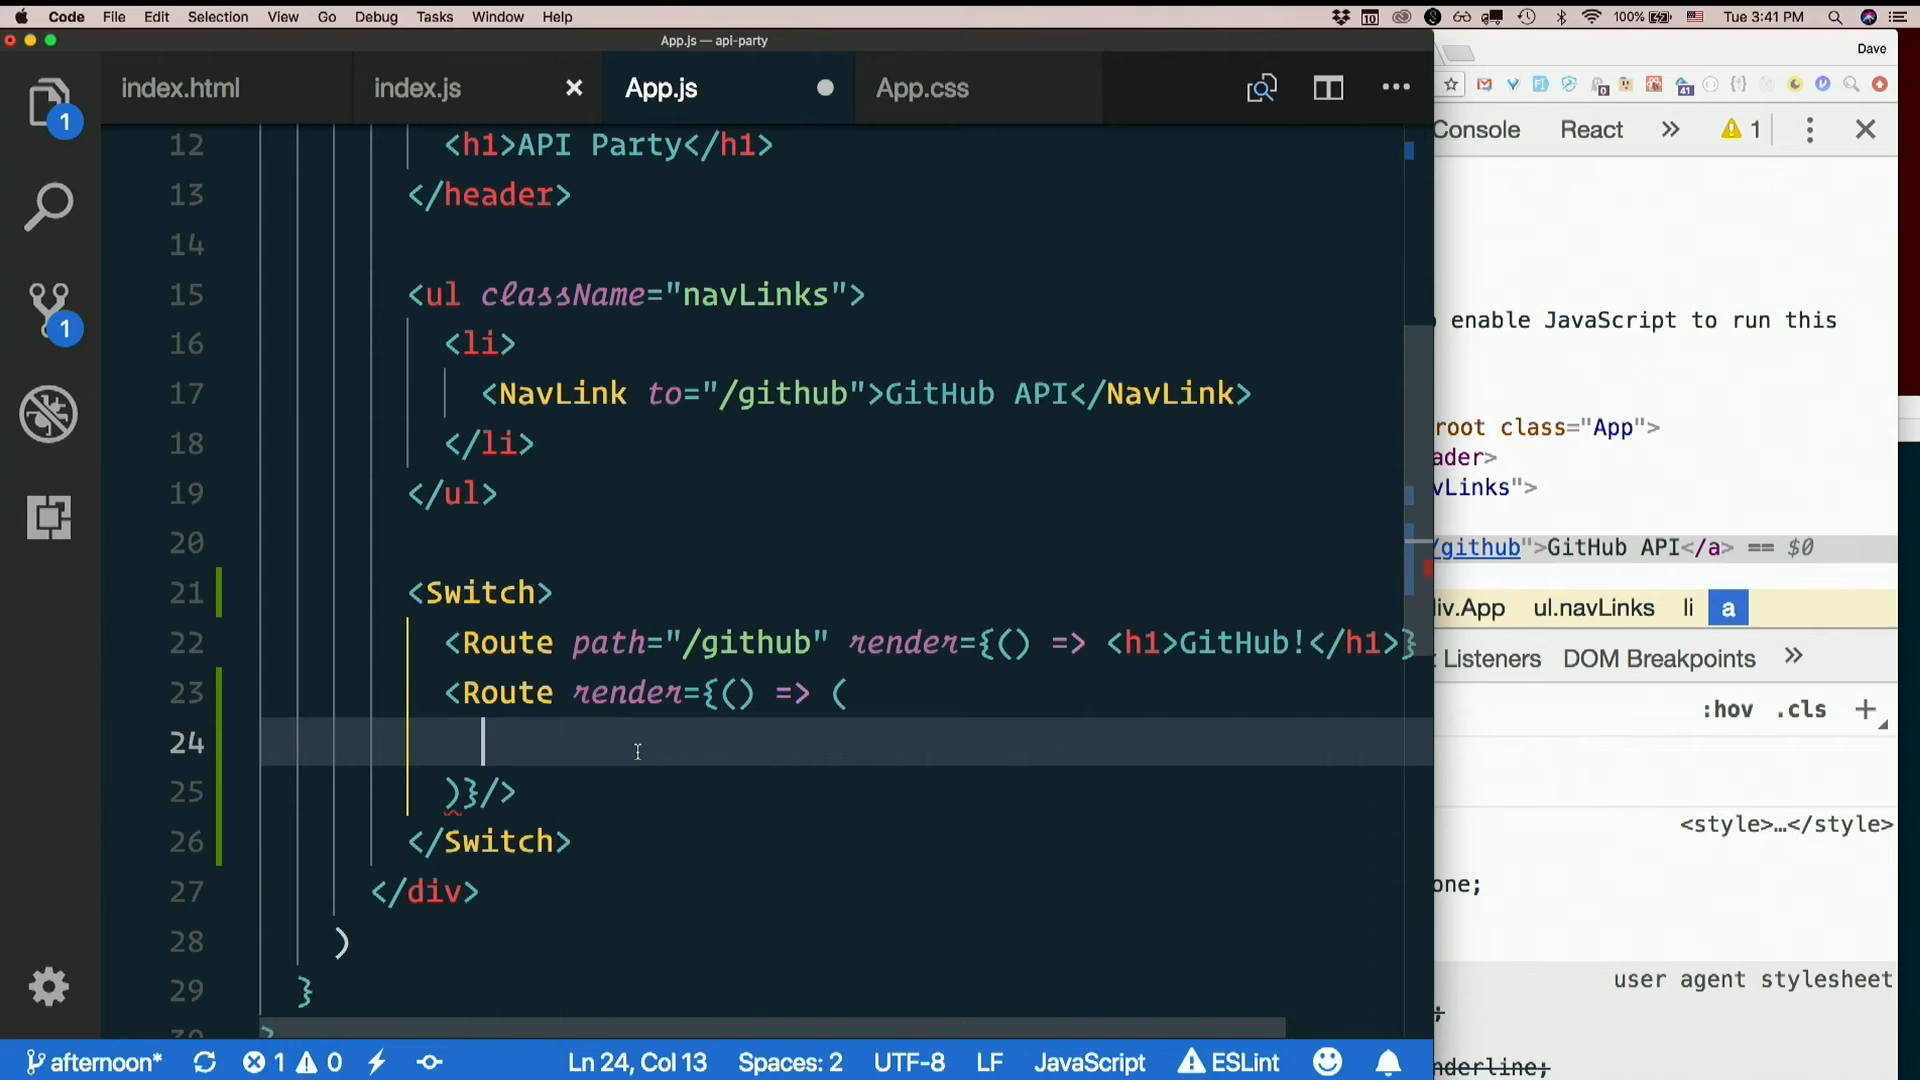 Code File Edit Selection View Go Debug Tasks Window Help
10 100% Tue 3:41 PM
App.js — api-party
index.html index.js App.js App.css
12 <h1>API Party</h1>
13 </header>
14
15 <ul className="navLinks">
16 <li>
17 <NavLink to="/github">GitHub API</NavLink>
18 </li>
19 </ul>
20
21 <Switch>
22 <Route path="/github" render={() => <h1>GitHub!</h1>}
23 <Route render={() => (
24
25 )}/>
26 </Switch>
27 </div>
28 )
29 }
30
1
1
afternoon* 1 0 Ln 24, Col 13 Spaces: 2 UTF-8 LF JavaScript ESLint
Dave
0 41
Console React 1
enable JavaScript to run this
root class="App">
ader>
vLinks">
/github">GitHub API</a> == $0
iv.App ul.navLinks li a
t Listeners DOM Breakpoints
:hov .cls
<style>…</style>
one;
user agent stylesheet
;
nderline;